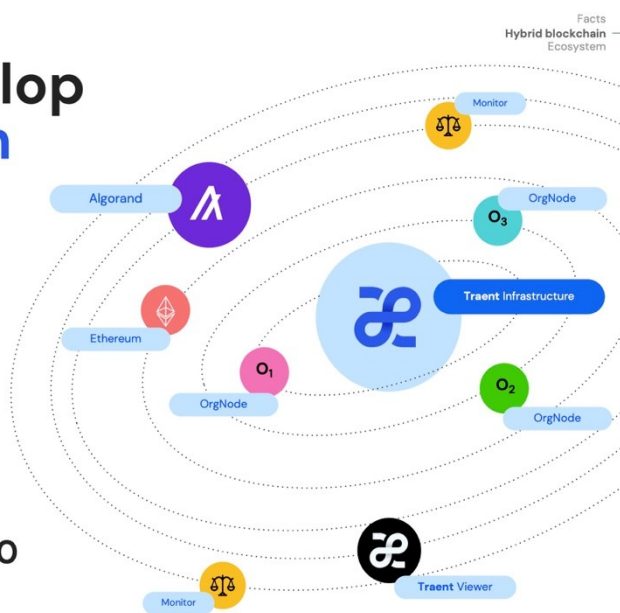 Facts
Hybrid blockchain
Ecosystem
lop
n
Monitor
Algorand
OrgNode
O3
Traent Infrastructure
Ethereum
O1
OrgNode
O2
OrgNode
o
Traent Viewer
Monitor